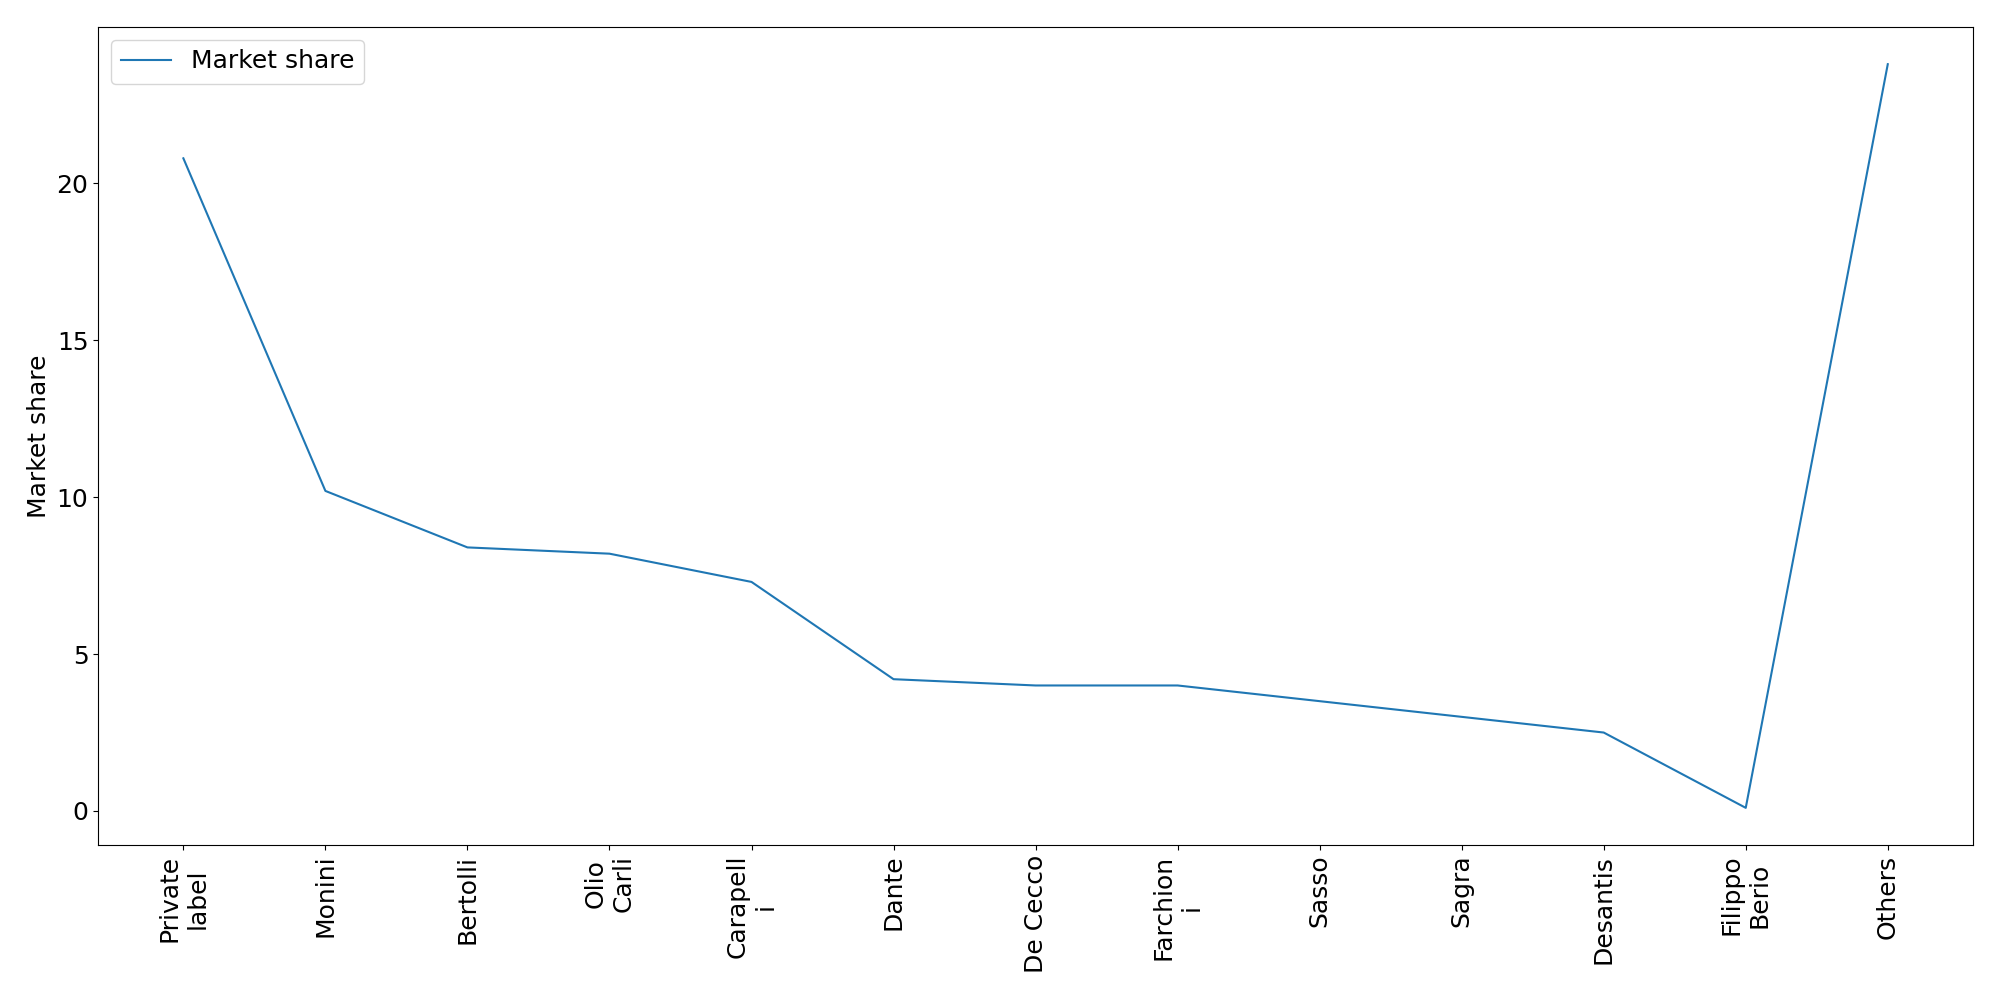 Market share
Market share
20
15
10
5
0
Private
label
Monini
Bertolli
Olio
Carli
Carapell
i
Dante
De Cecco
Farchion
i
Sasso
Sagra
Desantis
Filippo
Berio
Others